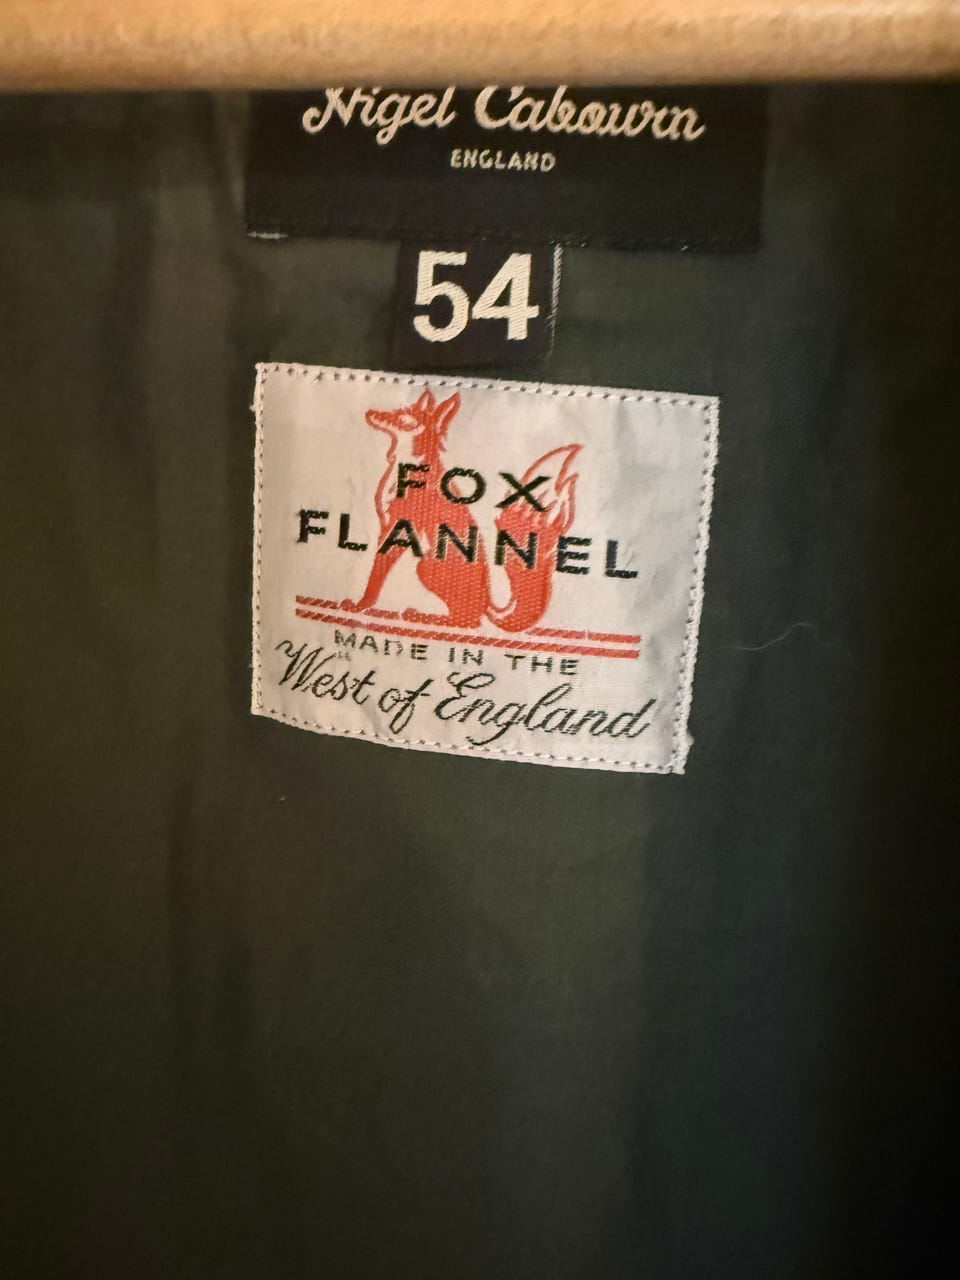 Nigel Cabourn
ENGLAND
54
FOX
FLANNEL
MADE IN THE
West of England